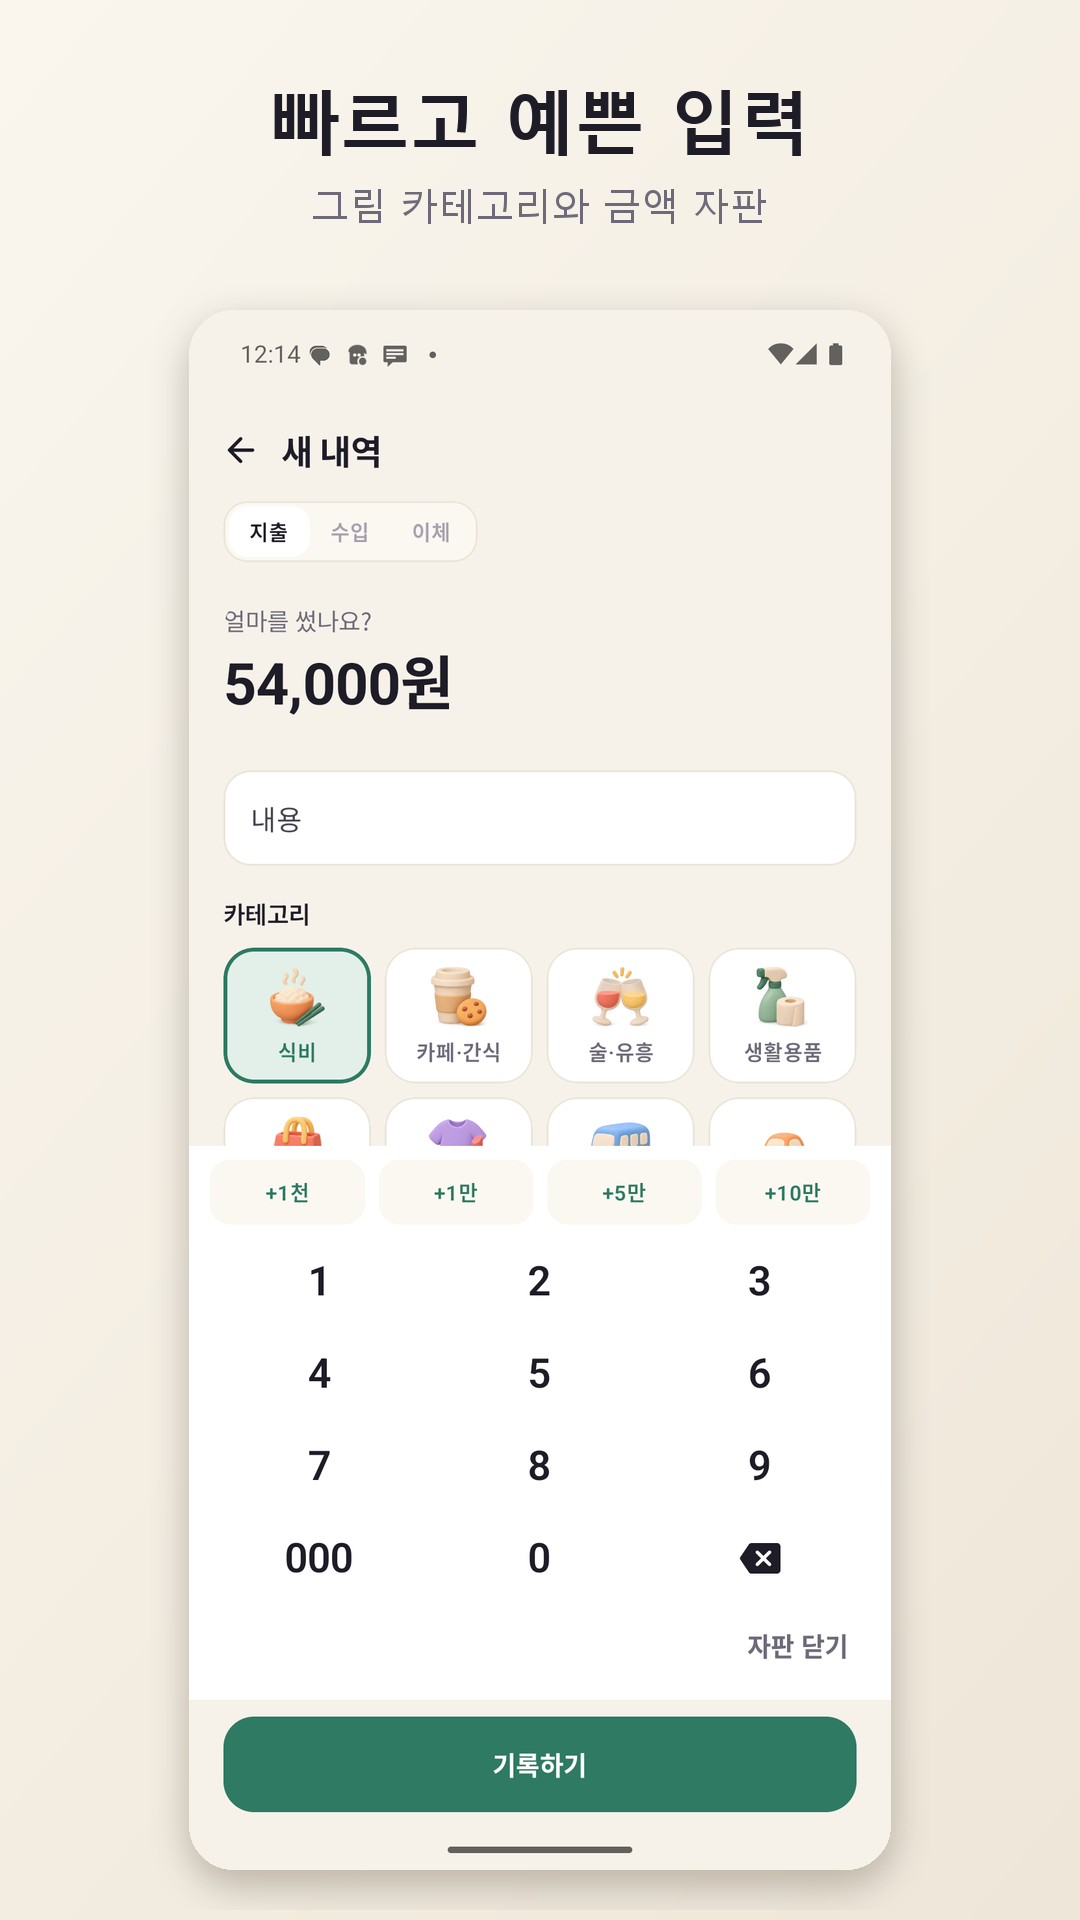 빠르고 예쁜 입력
그림 카테고리와 금액 자판
12:14
새 내역
지출 수입 이체
얼마를 썼나요?
54,000원
내용
카테고리
식비 카페·간식 술·유흥 생활용품
+1천 +1만 +5만 +10만
1 2 3
4 5 6
7 8 9
000 0
자판 닫기
기록하기